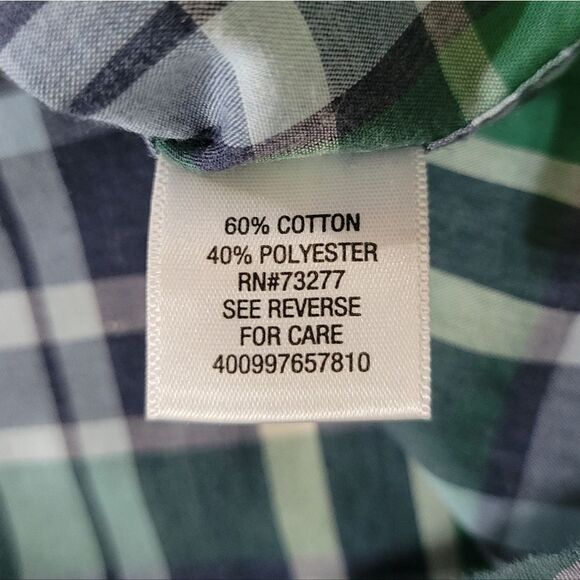 60% COTTON
40% POLYESTER
RN#73277
SEE REVERSE
FOR CARE
400997657810